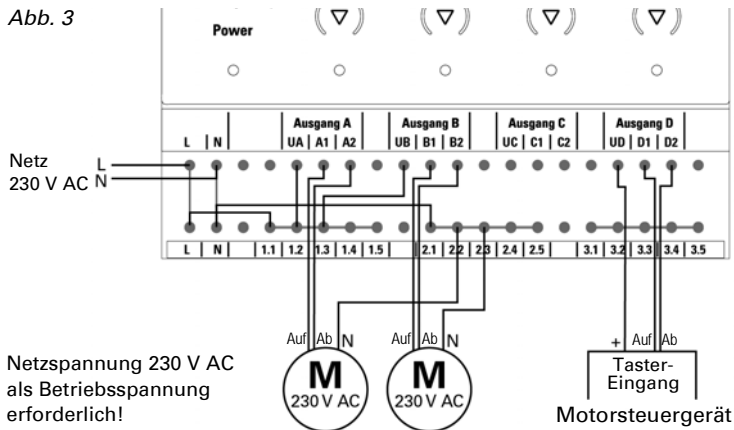 Abb. 3
Power
Ausgang A Ausgang B Ausgang C Ausgang D
L | N | UA | A1 | A2 | UB | B1 | B2 | UC | C1 | C2 | UD | D1 | D2
Netz L
230 V AC N
L | N | 1.1 | 1.2 | 1.3 | 1.4 | 1.5 | 2.1 | 2.2 | 2.3 | 2.4 | 2.5 | 3.1 | 3.2 | 3.3 | 3.4 | 3.5
Auf Ab N Auf Ab N + Auf Ab
M M
230 V AC 230 V AC
Taster-
Eingang
Motorsteuergerät
Netzspannung 230 V AC
als Betriebsspannung
erforderlich!